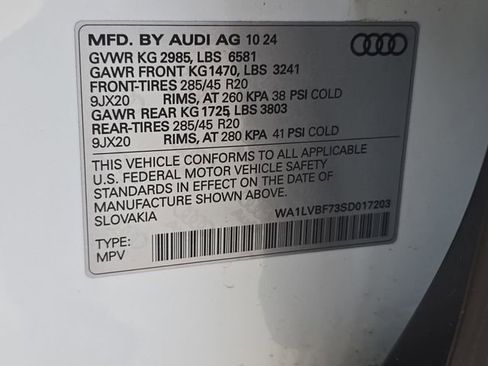 MFD. BY AUDI AG 10 24
GVWR KG 2985, LBS 6581
GAWR FRONT KG1470, LBS 3241
FRONT-TIRES 285/45 R20
9JX20 RIMS, AT 260 KPA 38 PSI COLD
GAWR REAR KG 1725, LBS 3803
REAR-TIRES 285/45 R20
9JX20 RIMS, AT 280 KPA 41 PSI COLD
THIS VEHICLE CONFORMS TO ALL APPLICABLE
U.S. FEDERAL MOTOR VEHICLE SAFETY
STANDARDS IN EFFECT ON THE DATE OF
MANUFACTURE SHOWN ABOVE.
SLOVAKIA WA1LVBF73SD017203
TYPE:
MPV